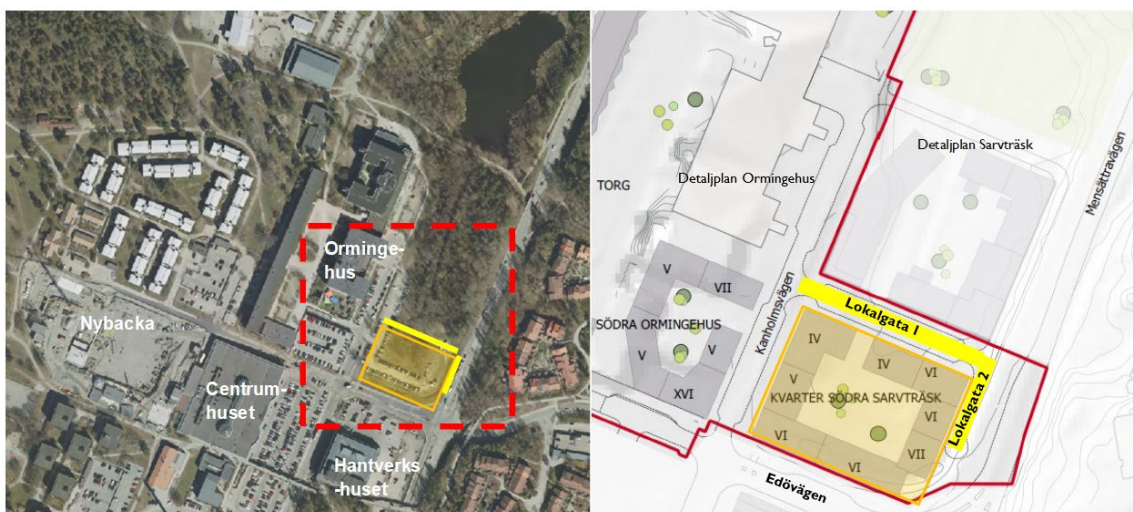 Orminge-
hus
Nybacka
Centrum-
huset
Hantverks
-huset
Detaljplan Sarvträsk
Mensättravägen
TORG
Detaljplan Ormingehus
V
VII
SÖDRA ORMINGEHUS
V
V
XVI
Kanholmsvägen
Lokalgata 1
Lokalgata 2
IV
IV
VI
V
KVARTER SÖDRA SARVTRÄSK
VI
VI
VI
VII
Edövägen